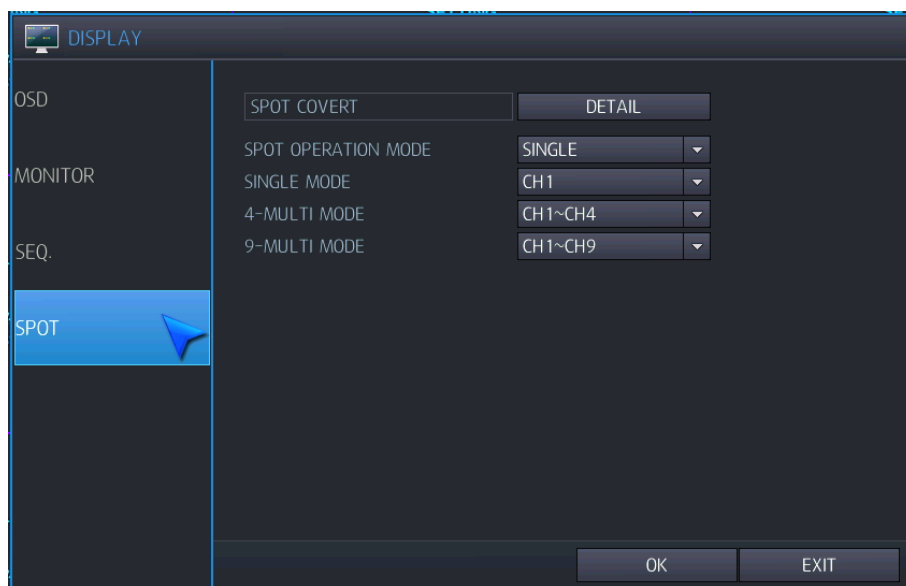 DISPLAY
OSD
MONITOR
SEQ.
SPOT
SPOT COVERT DETAIL
SPOT OPERATION MODE SINGLE
SINGLE MODE CH1
4-MULTI MODE CH1~CH4
9-MULTI MODE CH1~CH9
OK EXIT